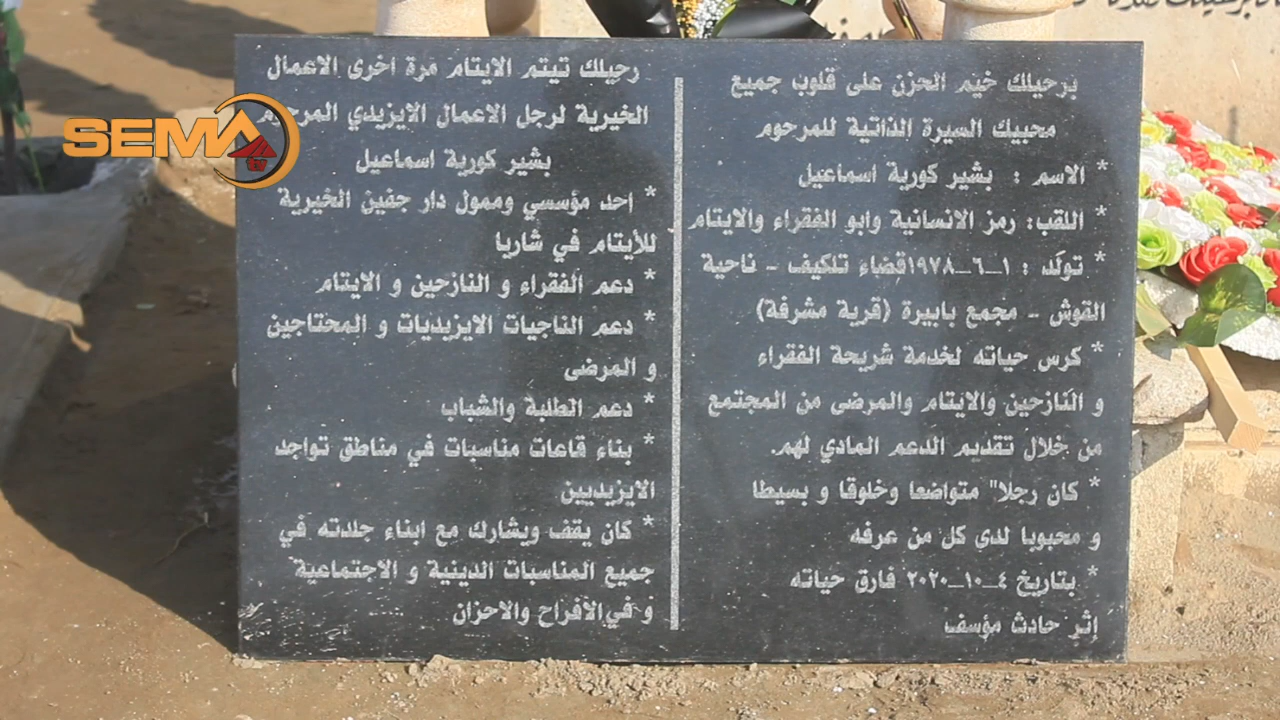 برحيلك خيم الحزن على قلوب جميع
محبيك السيرة الذاتية للمرحوم
* الاسم : بشير كورية اسماعيل
* اللقب: رمز الانسانية وابو الفقراء والايتام
* تولد : ١_٦_١٩٧٨قضاء تلكيف - ناحية
القوش - مجمع بابيرة (قرية مشرفة)
* كرس حياته لخدمة شريحة الفقراء
و النازحين والايتام والمرضى من المجتمع
من خلال تقديم الدعم المادي لهم.
* كان رجلا" متواضعا وخلوقا و بسيطا
و محبوبا لدى كل من عرفه
* بتاريخ ٤_١٠_٢٠٢٠ فارق حياته
إثر حادث مؤسف
رحيلك تيتم الايتام مرة اخرى الاعمال
الخيرية لرجل الاعمال الايزيدي المرحوم
بشير كورية اسماعيل
* احد مؤسسي وممول دار جفين الخيرية
للأيتام في شاريا
* دعم الفقراء و النازحين و الايتام
* دعم الناجيات الايزيديات و المحتاجين
و المرضى
* دعم الطلبة والشباب
* بناء قاعات مناسبات في مناطق تواجد
الايزيديين
* كان يقف ويشارك مع ابناء جلدته في
جميع المناسبات الدينية و الاجتماعية
و في الأفراح والاحزان
SEMA
tv